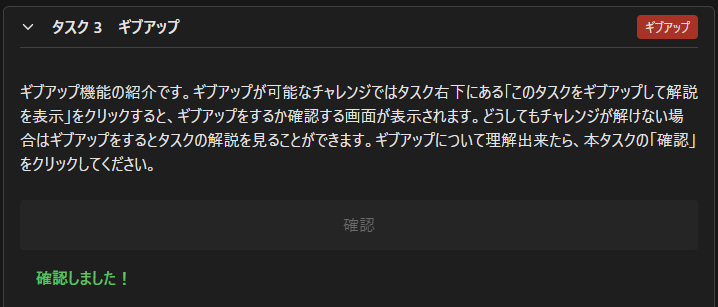 タスク 3　ギブアップ
ギブアップ
ギブアップ機能の紹介です。ギブアップが可能なチャレンジではタスク右下にある「このタスクをギブアップして解説
を表示」をクリックすると、ギブアップをするか確認する画面が表示されます。どうしてもチャレンジが解けない場
合はギブアップをするとタスクの解説を見ることができます。ギブアップについて理解出来たら、本タスクの「確認」
をクリックしてください。
確認
確認しました！